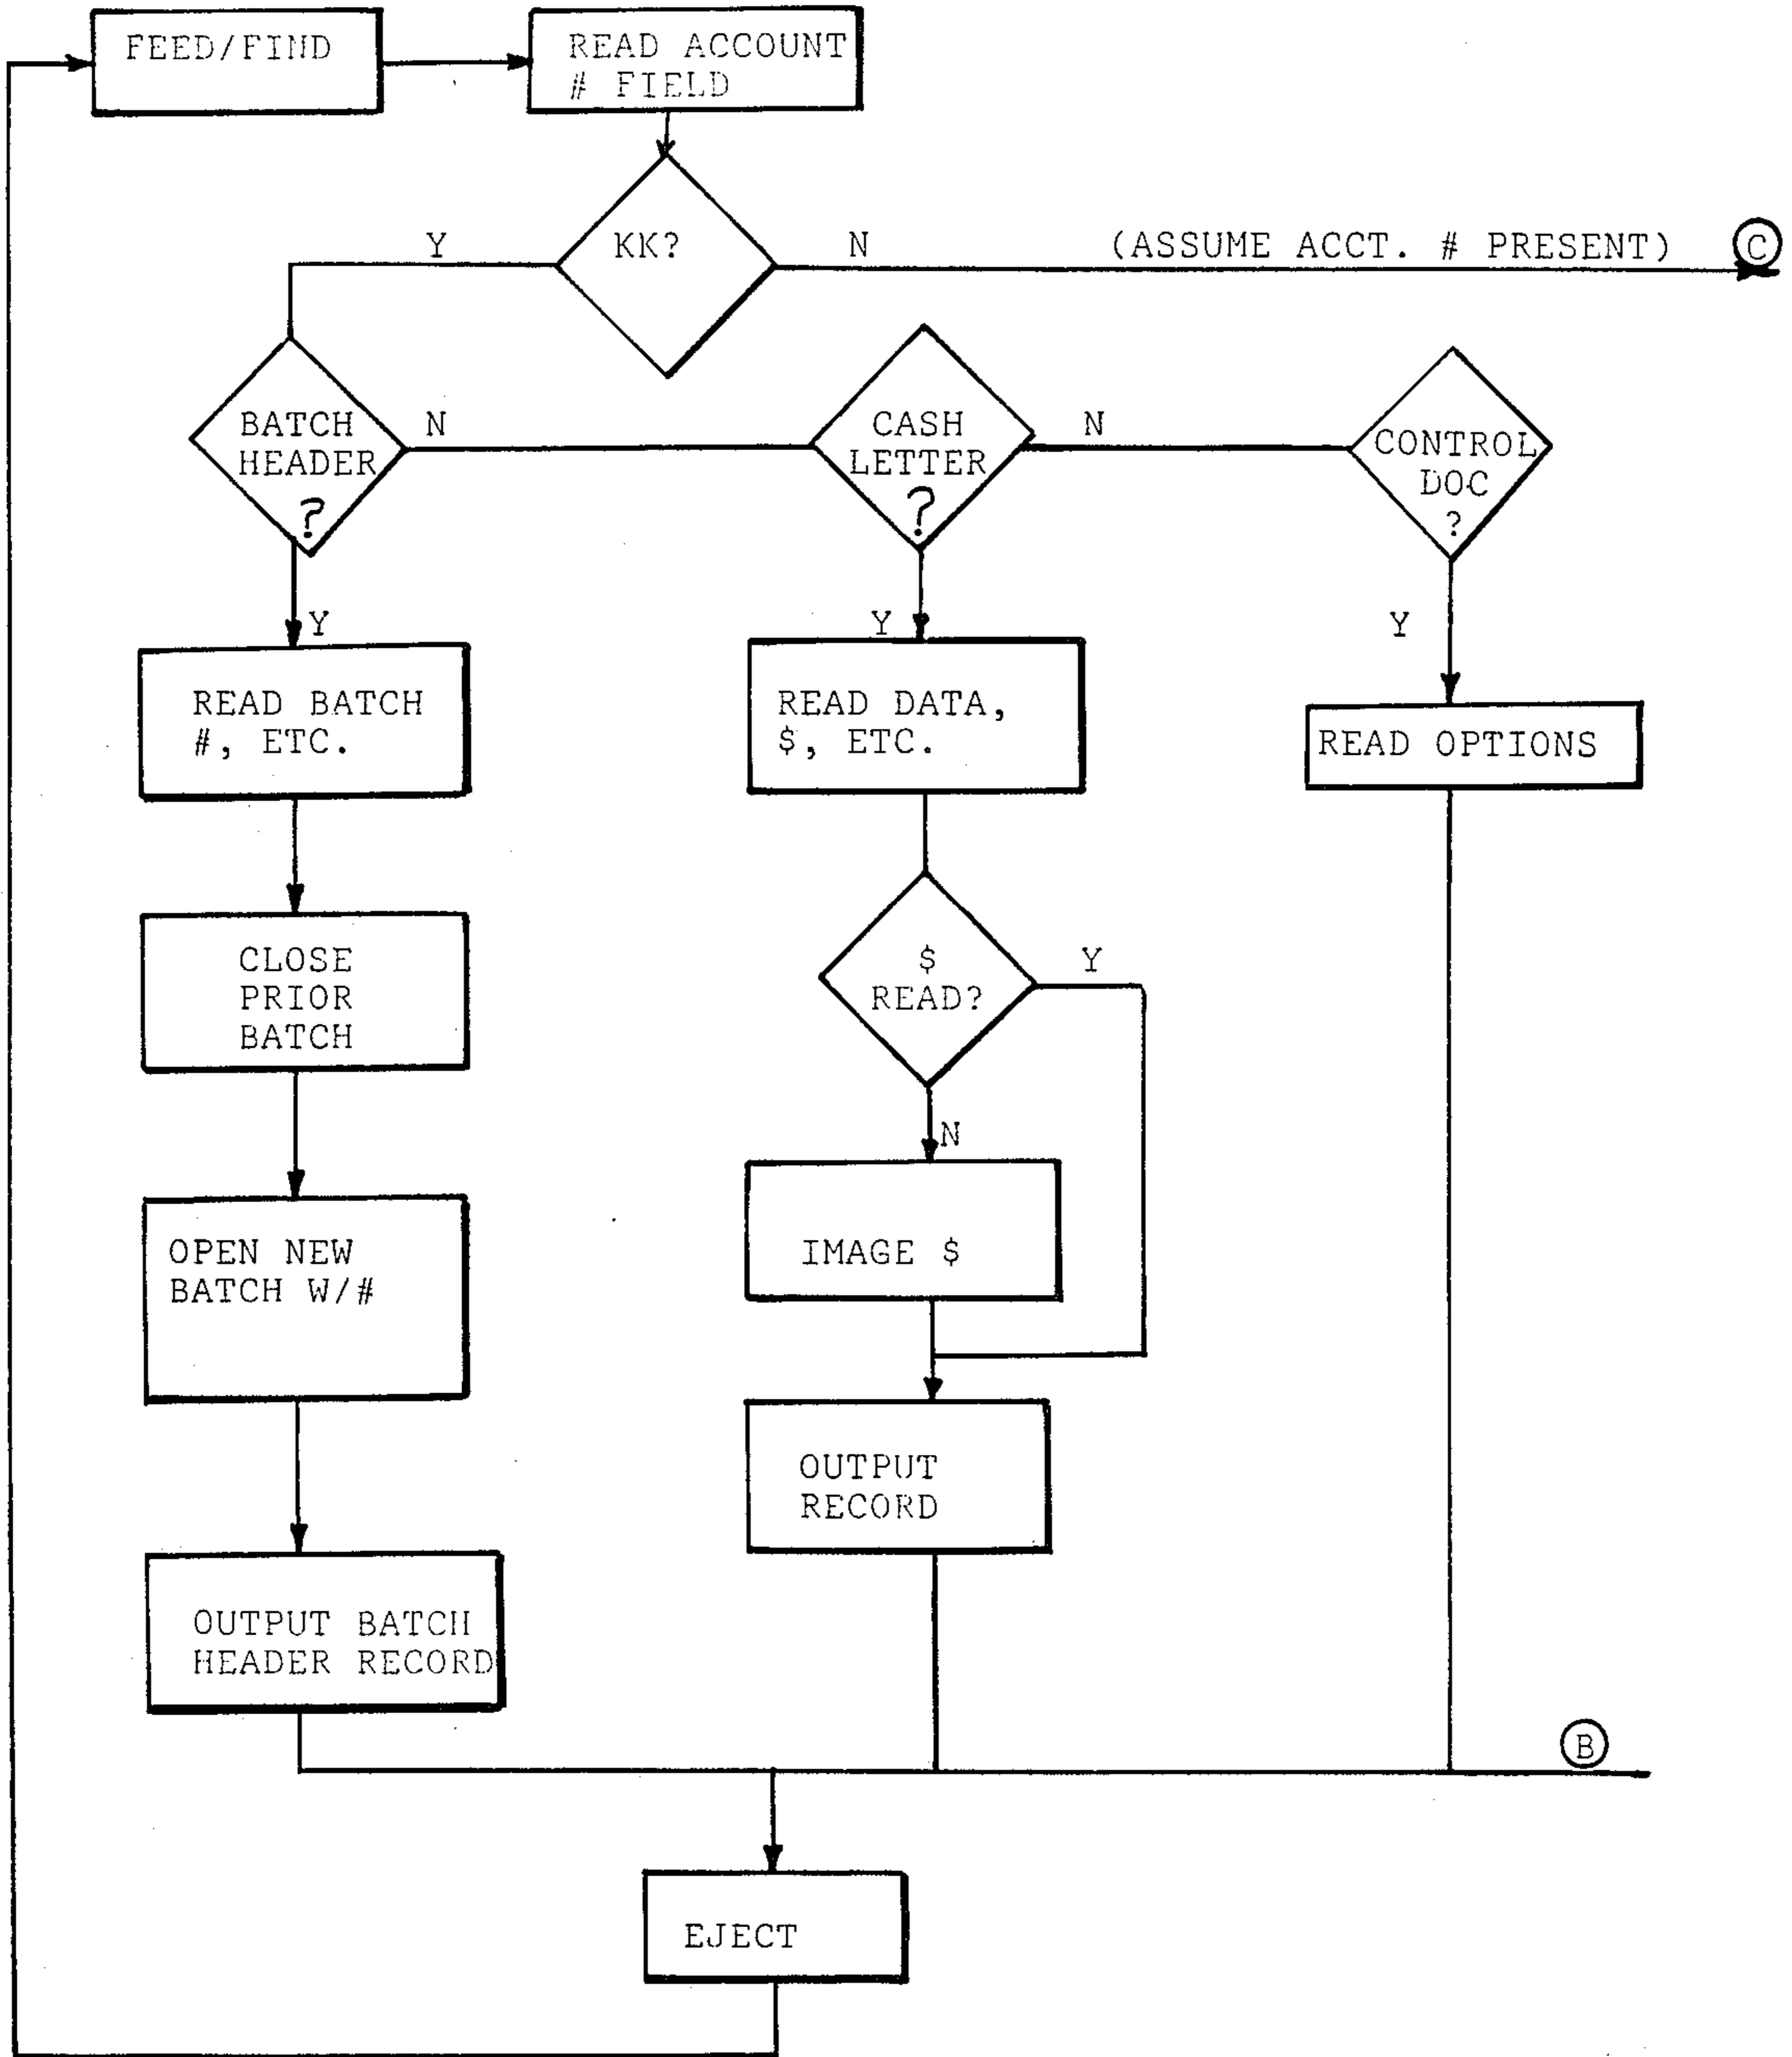 FEED/FIND
READ ACCOUNT
# FIELD
KK?
Y
N
(ASSUME ACCT. # PRESENT)
C
BATCH
HEADER
?
N
CASH
LETTER
?
N
CONTROL
DOC
?
Y
Y
Y
READ BATCH
#, ETC.
READ DATA,
$, ETC.
READ OPTIONS
CLOSE
PRIOR
BATCH
$
READ?
Y
N
OPEN NEW
BATCH W/#
IMAGE $
OUTPUT
RECORD
OUTPUT BATCH
HEADER RECORD
B
EJECT